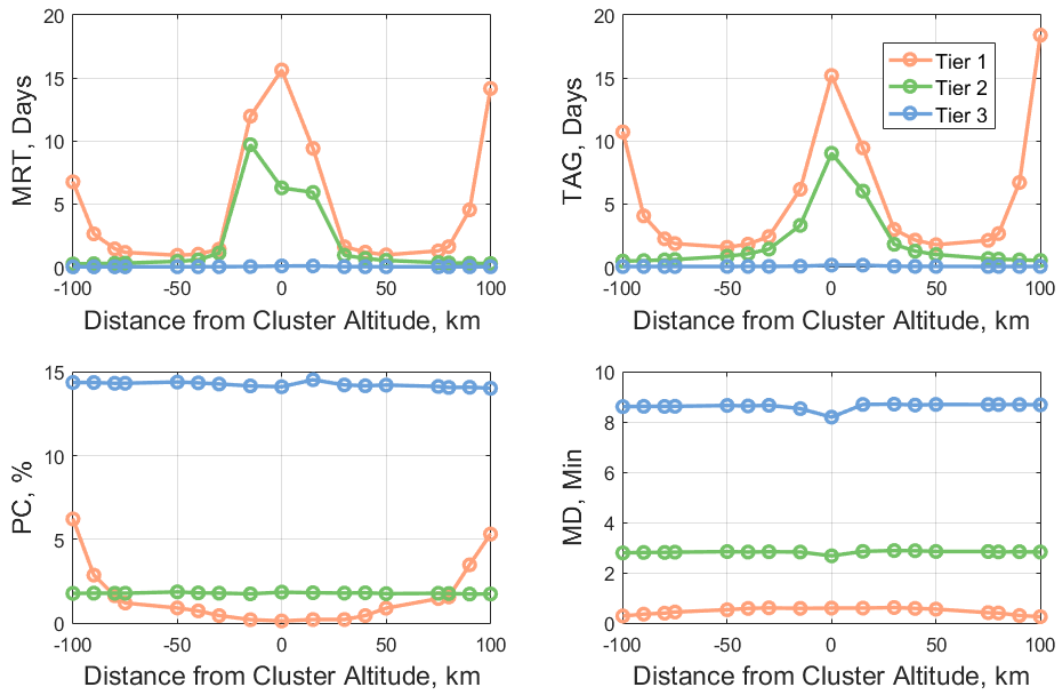 20
15
10
5
0
MRT, Days
-100 -50 0 50 100
Distance from Cluster Altitude, km
20
15
10
5
0
TAG, Days
Tier 1
Tier 2
Tier 3
-100 -50 0 50 100
Distance from Cluster Altitude, km
15
10
5
0
PC, %
-100 -50 0 50 100
Distance from Cluster Altitude, km
10
8
6
4
2
0
MD, Min
-100 -50 0 50 100
Distance from Cluster Altitude, km